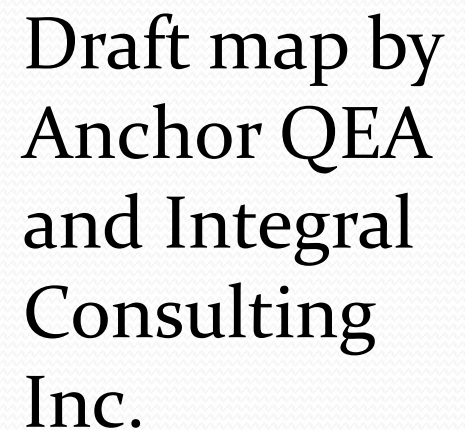 Draft map by
Anchor QEA
and Integral
Consulting
Inc.